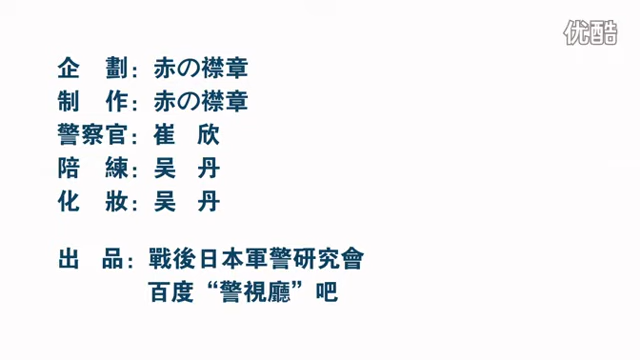 优酷
企　劃：赤の襟章
制　作：赤の襟章
警察官：崔　欣
陪　練：吴　丹
化　妝：吴　丹
出　品：戰後日本軍警研究會
百度“警視廳”吧